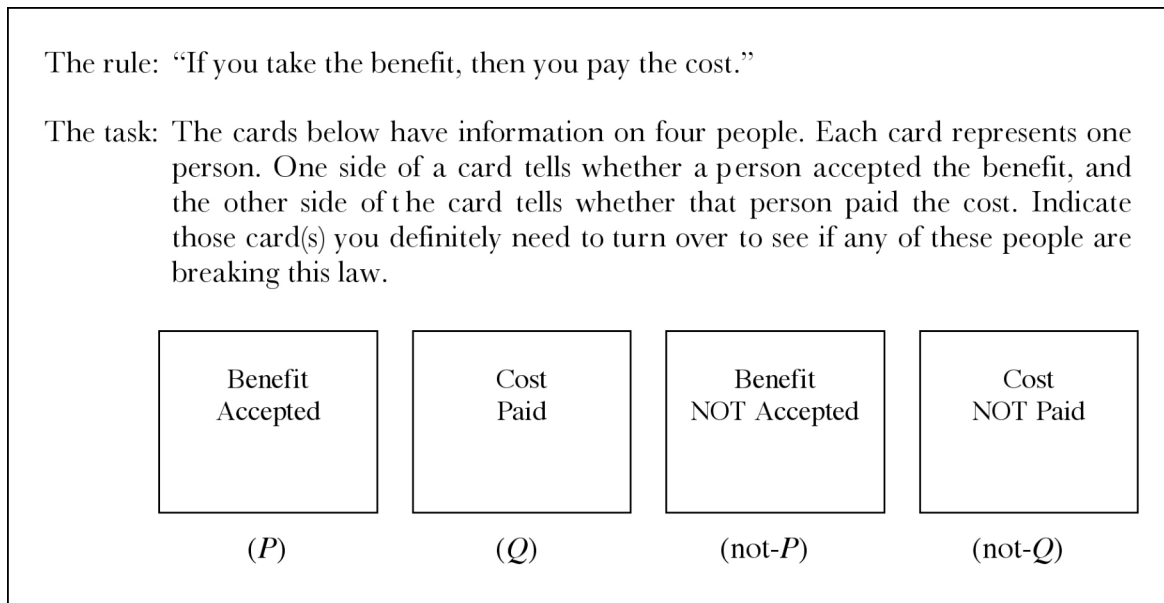 The rule: “If you take the benefit, then you pay the cost.”
The task: The cards below have information on four people. Each card represents one
person. One side of a card tells whether a person accepted the benefit, and
the other side of the card tells whether that person paid the cost. Indicate
those card(s) you definitely need to turn over to see if any of these people are
breaking this law.
Benefit
Accepted
Cost
Paid
Benefit
NOT Accepted
Cost
NOT Paid
(P)
(Q)
(not-P)
(not-Q)